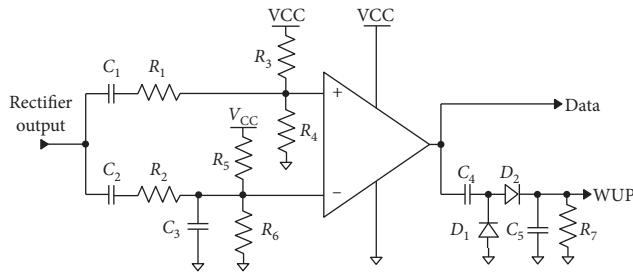 VCC
VCC
R3
C1
R1
+
Rectifier
output
VCC
R4
Data
R5
C2
R2
−
C4
D2
WUP
C3
R6
D1
C5
R7